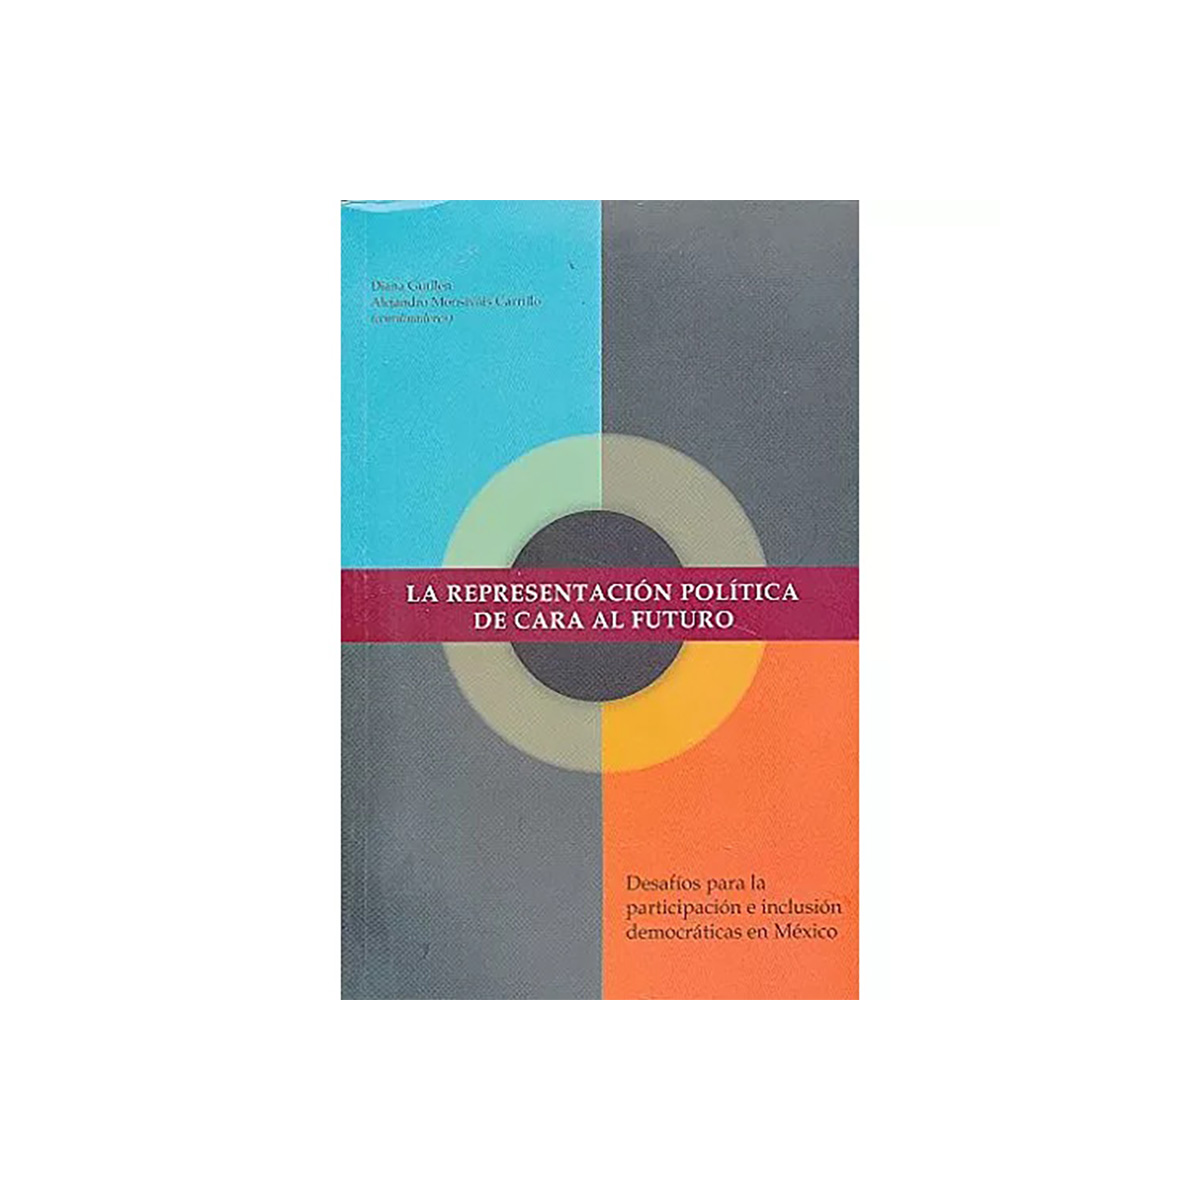 Diana Guillén
Alejandro Monsiváis Carrillo
(coordinadores)
LA REPRESENTACIÓN POLÍTICA
DE CARA AL FUTURO
Desafíos para la
participación e inclusión
democráticas en México